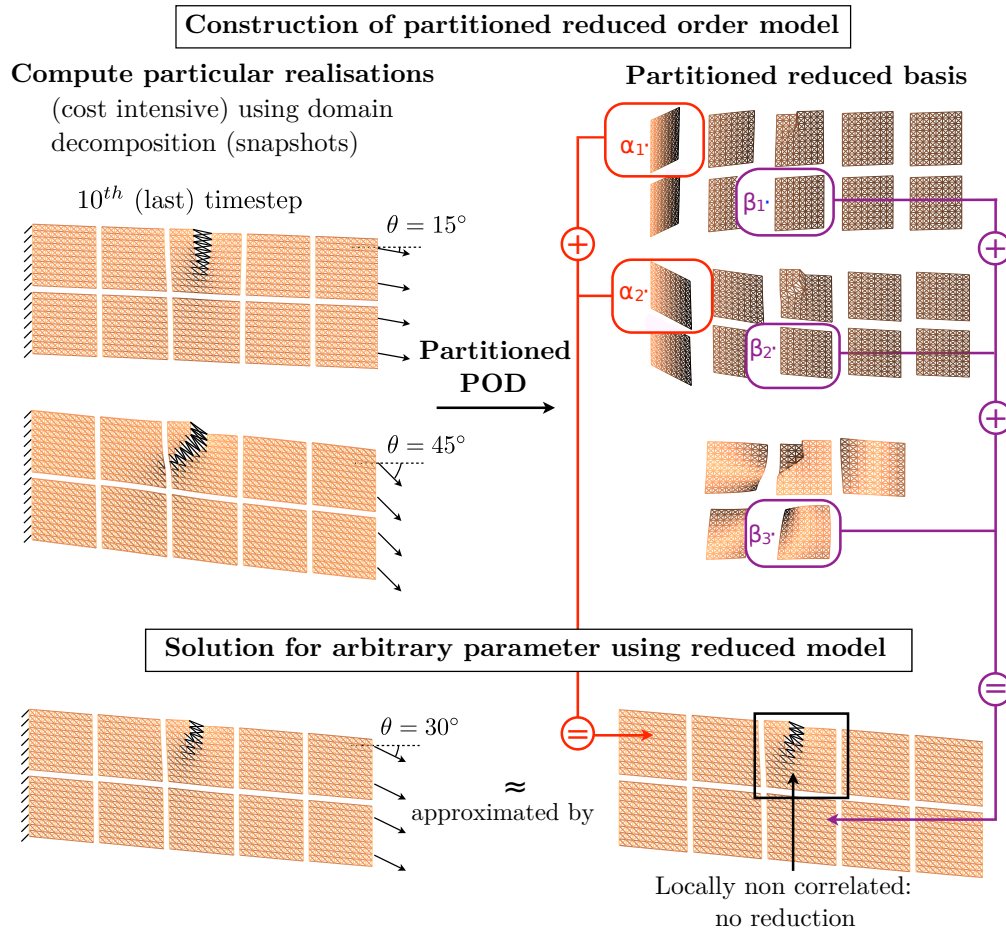 Construction of partitioned reduced order model
Compute particular realisations
(cost intensive) using domain
decomposition (snapshots)
10^{th} (last) timestep
θ = 15°
θ = 45°
Partitioned
POD
Partitioned reduced basis
α₁·
β₁·
+
+
α₂·
β₂·
+
β₃·
Solution for arbitrary parameter using reduced model
=
=
θ = 30°
≈
approximated by
Locally non correlated:
no reduction